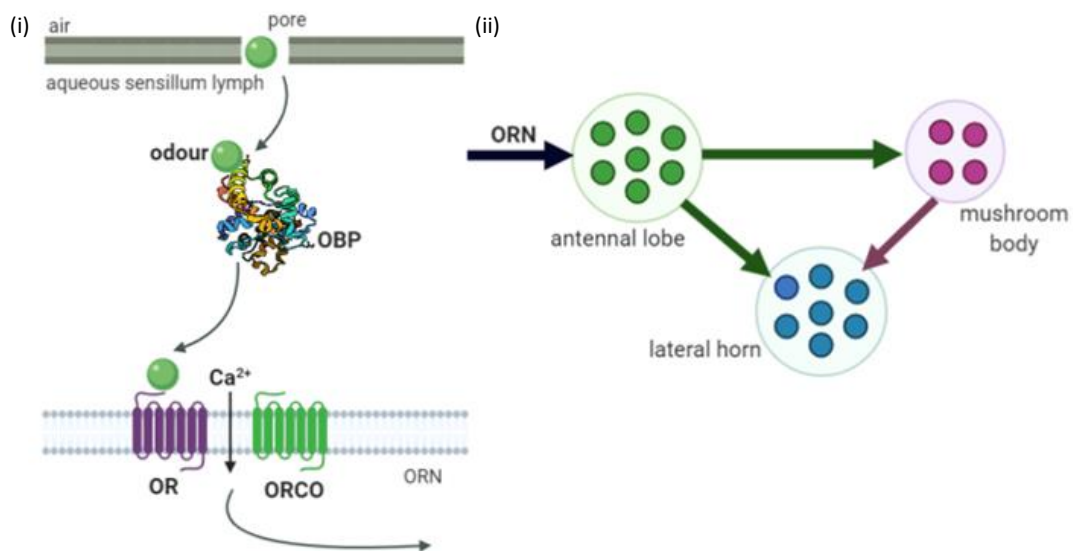 (i)
air
pore
aqueous sensillum lymph
odour
OBP
Ca²⁺
OR
ORCO
ORN
(ii)
ORN
antennal lobe
mushroom
body
lateral horn